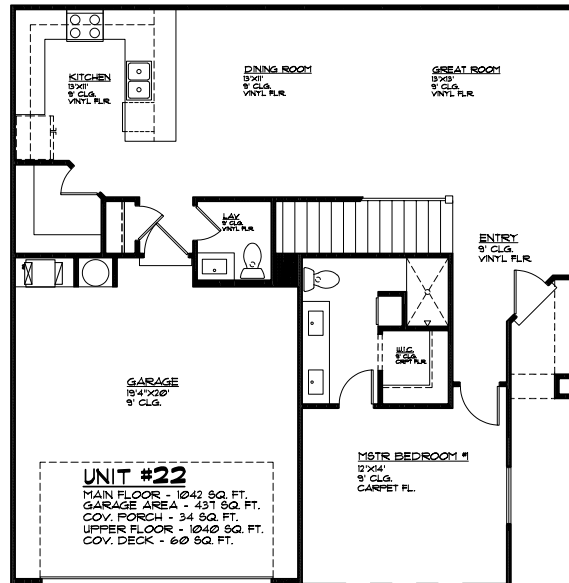 KITCHEN
13'X11'
9' CLG.
VINYL FLR.
DINING ROOM
13'X11'
9' CLG.
VINYL FLR.
GREAT ROOM
13'X13'
9' CLG.
VINYL FLR.
LAV
9' CLG.
VINYL FLR.
ENTRY
9' CLG.
VINYL FLR.
W.I.C.
9' CLG.
CRPT FLR.
GARAGE
19'4"X20'
9' CLG.
MSTR BEDROOM #1
12'X14'
9' CLG.
CARPET FL.
UNIT #22
MAIN FLOOR - 1042 SQ. FT.
GARAGE AREA - 437 SQ. FT.
COV. PORCH - 34 SQ. FT.
UPPER FLOOR - 1040 SQ. FT.
COV. DECK - 60 SQ. FT.